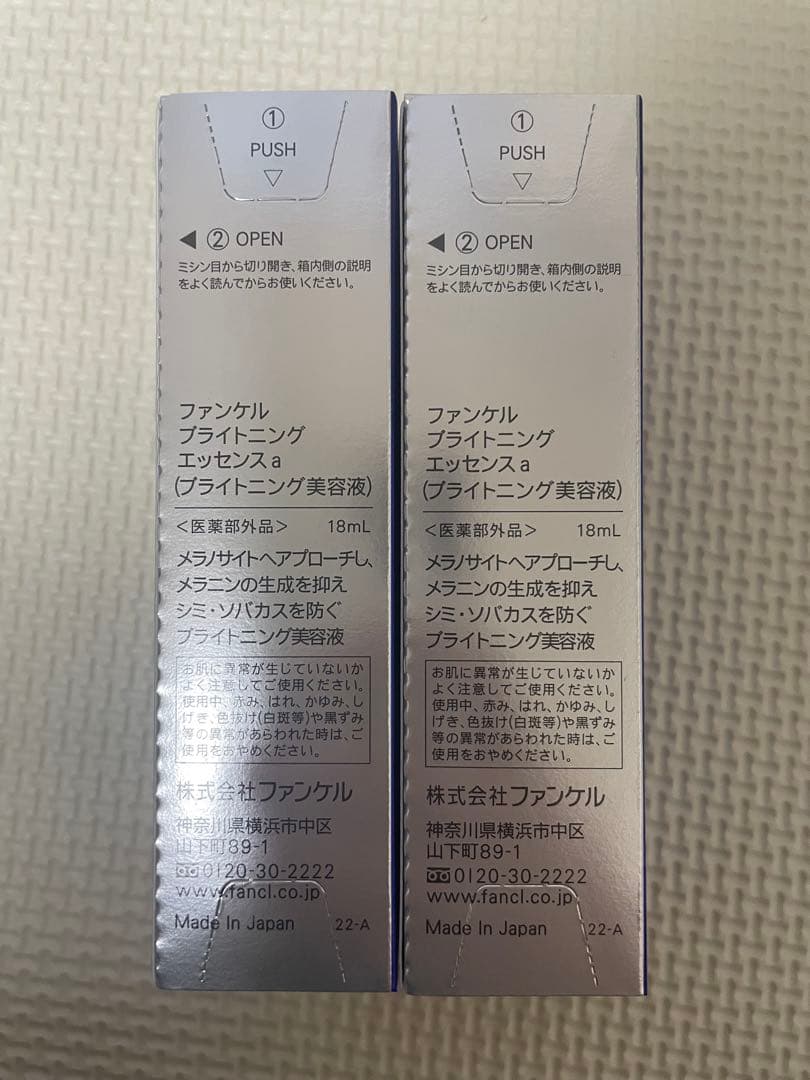 ①
PUSH
▽
◀ ② OPEN
ミシン目から切り開き、箱内側の説明
をよく読んでからお使いください。
ファンケル
ブライトニング
エッセンス a
(ブライトニング美容液)
<医薬部外品> 18mL
メラノサイトへアプローチし、
メラニンの生成を抑え
シミ・ソバカスを防ぐ
ブライトニング美容液
お肌に異常が生じていないか
よく注意してご使用ください。
使用中、赤み、はれ、かゆみ、し
げき、色抜け(白斑等)や黒ずみ
等の異常があらわれた時は、ご
使用をおやめください。
株式会社ファンケル
神奈川県横浜市中区
山下町89-1
0120-30-2222
www.fancl.co.jp
Made In Japan 22-A
①
PUSH
▽
◀ ② OPEN
ミシン目から切り開き、箱内側の説明
をよく読んでからお使いください。
ファンケル
ブライトニング
エッセンス a
(ブライトニング美容液)
<医薬部外品> 18mL
メラノサイトへアプローチし、
メラニンの生成を抑え
シミ・ソバカスを防ぐ
ブライトニング美容液
お肌に異常が生じていないか
よく注意してご使用ください。
使用中、赤み、はれ、かゆみ、し
げき、色抜け(白斑等)や黒ずみ
等の異常があらわれた時は、ご
使用をおやめください。
株式会社ファンケル
神奈川県横浜市中区
山下町89-1
0120-30-2222
www.fancl.co.jp
Made In Japan 22-A